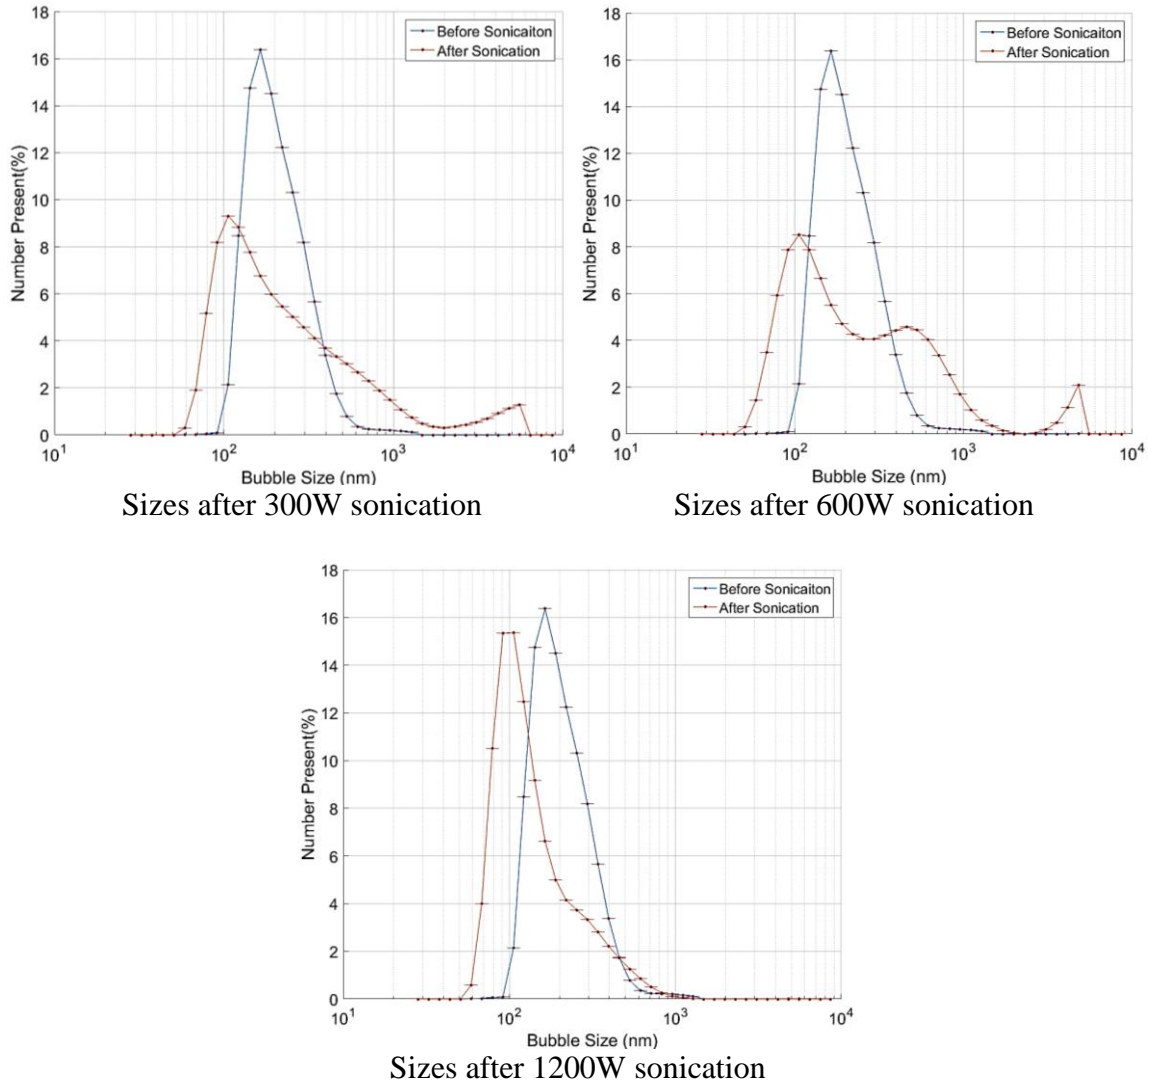 18
16
14
12
10
8
6
4
2
0
Number Present(%)
Before Sonicaiton
After Sonication
10^1
10^2
10^3
10^4
Bubble Size (nm)
Sizes after 300W sonication
18
16
14
12
10
8
6
4
2
0
Number Present(%)
Before Sonicaiton
After Sonication
10^1
10^2
10^3
10^4
Bubble Size (nm)
Sizes after 600W sonication
18
16
14
12
10
8
6
4
2
0
Number Present(%)
Before Sonicaiton
After Sonication
10^1
10^2
10^3
10^4
Bubble Size (nm)
Sizes after 1200W sonication